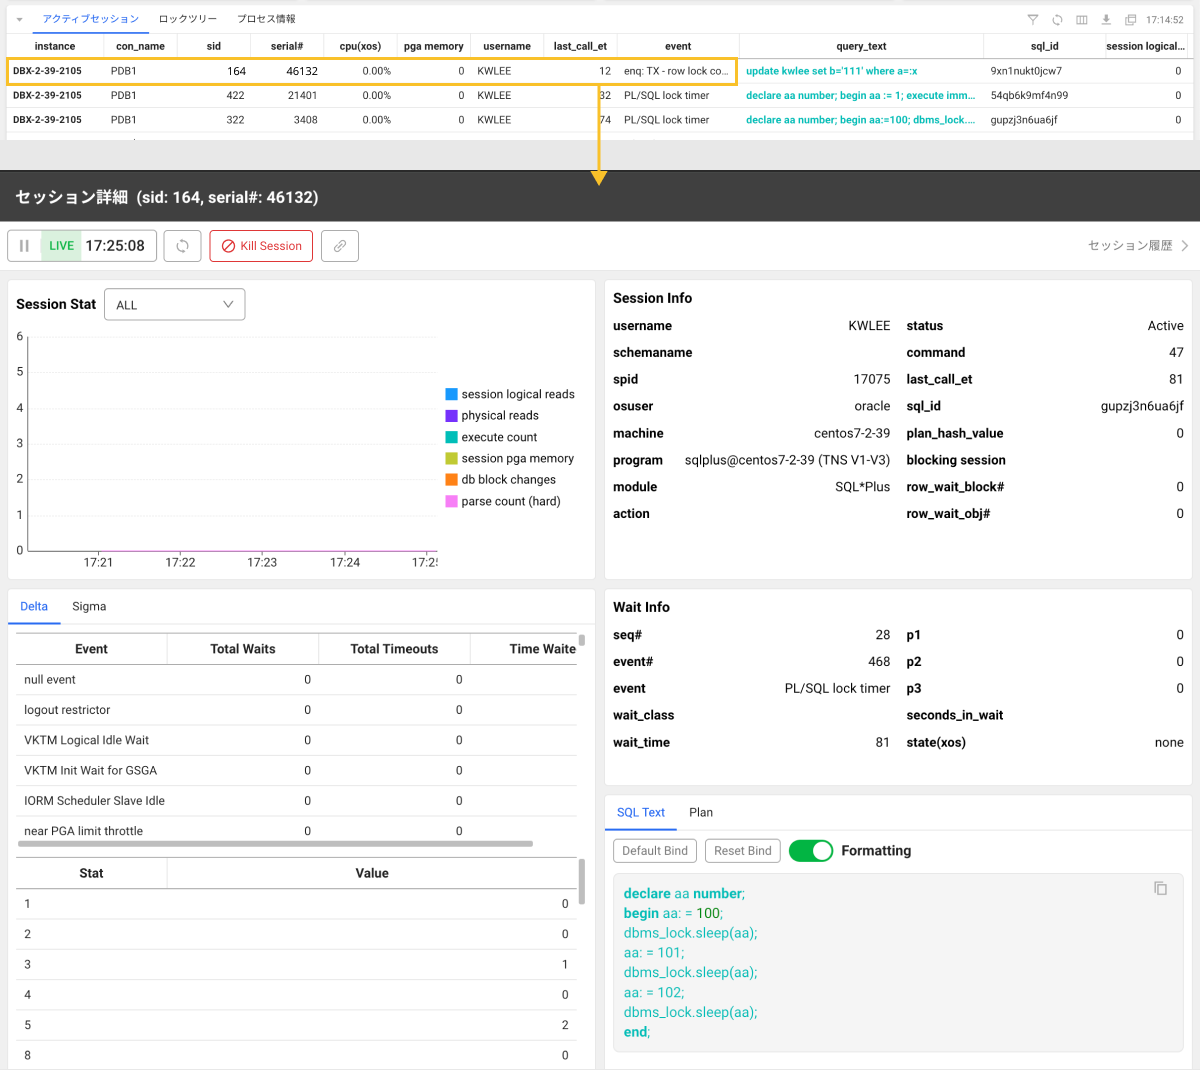 アクティブセッション ロックツリー プロセス情報 17:14:52
instance con_name sid serial# cpu(xos) pga memory username last_call_et event query_text sql_id session logical...
DBX-2-39-2105 PDB1 164 46132 0.00% 0 KWLEE 12 enq: TX - row lock co... update kwlee set b='111' where a=:x 9xn1nukt0jcw7 0
DBX-2-39-2105 PDB1 422 21401 0.00% 0 KWLEE 32 PL/SQL lock timer declare aa number; begin aa := 1; execute imm... 54qb6k9mf4n99 0
DBX-2-39-2105 PDB1 322 3408 0.00% 0 KWLEE 74 PL/SQL lock timer declare aa number; begin aa:=100; dbms_lock.... gupzj3n6ua6jf 0
セッション詳細 (sid: 164, serial#: 46132)
LIVE 17:25:08 Kill Session セッション履歴
Session Stat ALL
6
5
4
3
2
1
0
17:21 17:22 17:23 17:24 17:25
session logical reads
physical reads
execute count
session pga memory
db block changes
parse count (hard)
Session Info
username KWLEE status Active
schemaname command 47
spid 17075 last_call_et 81
osuser oracle sql_id gupzj3n6ua6jf
machine centos7-2-39 plan_hash_value 0
program sqlplus@centos7-2-39 (TNS V1-V3) blocking session
module SQL*Plus row_wait_block# 0
action row_wait_obj# 0
Delta Sigma
Event Total Waits Total Timeouts Time Waite
null event 0 0
logout restrictor 0 0
VKTM Logical Idle Wait 0 0
VKTM Init Wait for GSGA 0 0
IORM Scheduler Slave Idle 0 0
near PGA limit throttle 0 0
Stat Value
1 0
2 0
3 1
4 0
5 2
8 0
Wait Info
seq# 28 p1 0
event# 468 p2 0
event PL/SQL lock timer p3 0
wait_class seconds_in_wait
wait_time 81 state(xos) none
SQL Text Plan
Default Bind Reset Bind Formatting
declare aa number;
begin aa: = 100;
dbms_lock.sleep(aa);
aa: = 101;
dbms_lock.sleep(aa);
aa: = 102;
dbms_lock.sleep(aa);
end;